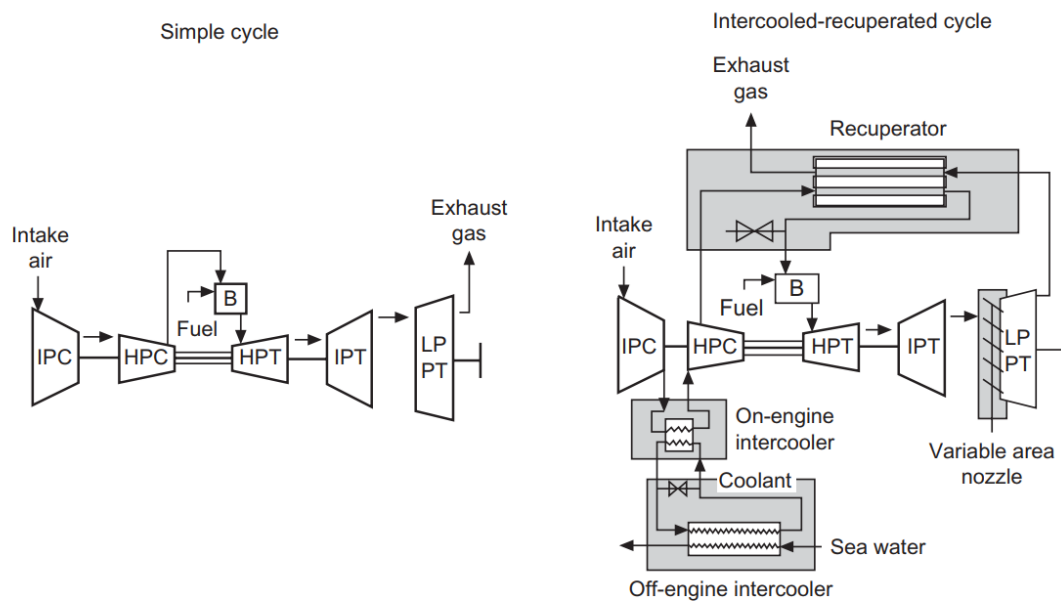 Simple cycle
Intake
air
IPC
HPC
Fuel
B
HPT
IPT
LP
PT
Exhaust
gas
Intercooled-recuperated cycle
Exhaust
gas
Recuperator
Intake
air
Fuel
B
IPC
HPC
HPT
IPT
LP
PT
On-engine
intercooler
Variable area
nozzle
Coolant
Sea water
Off-engine intercooler